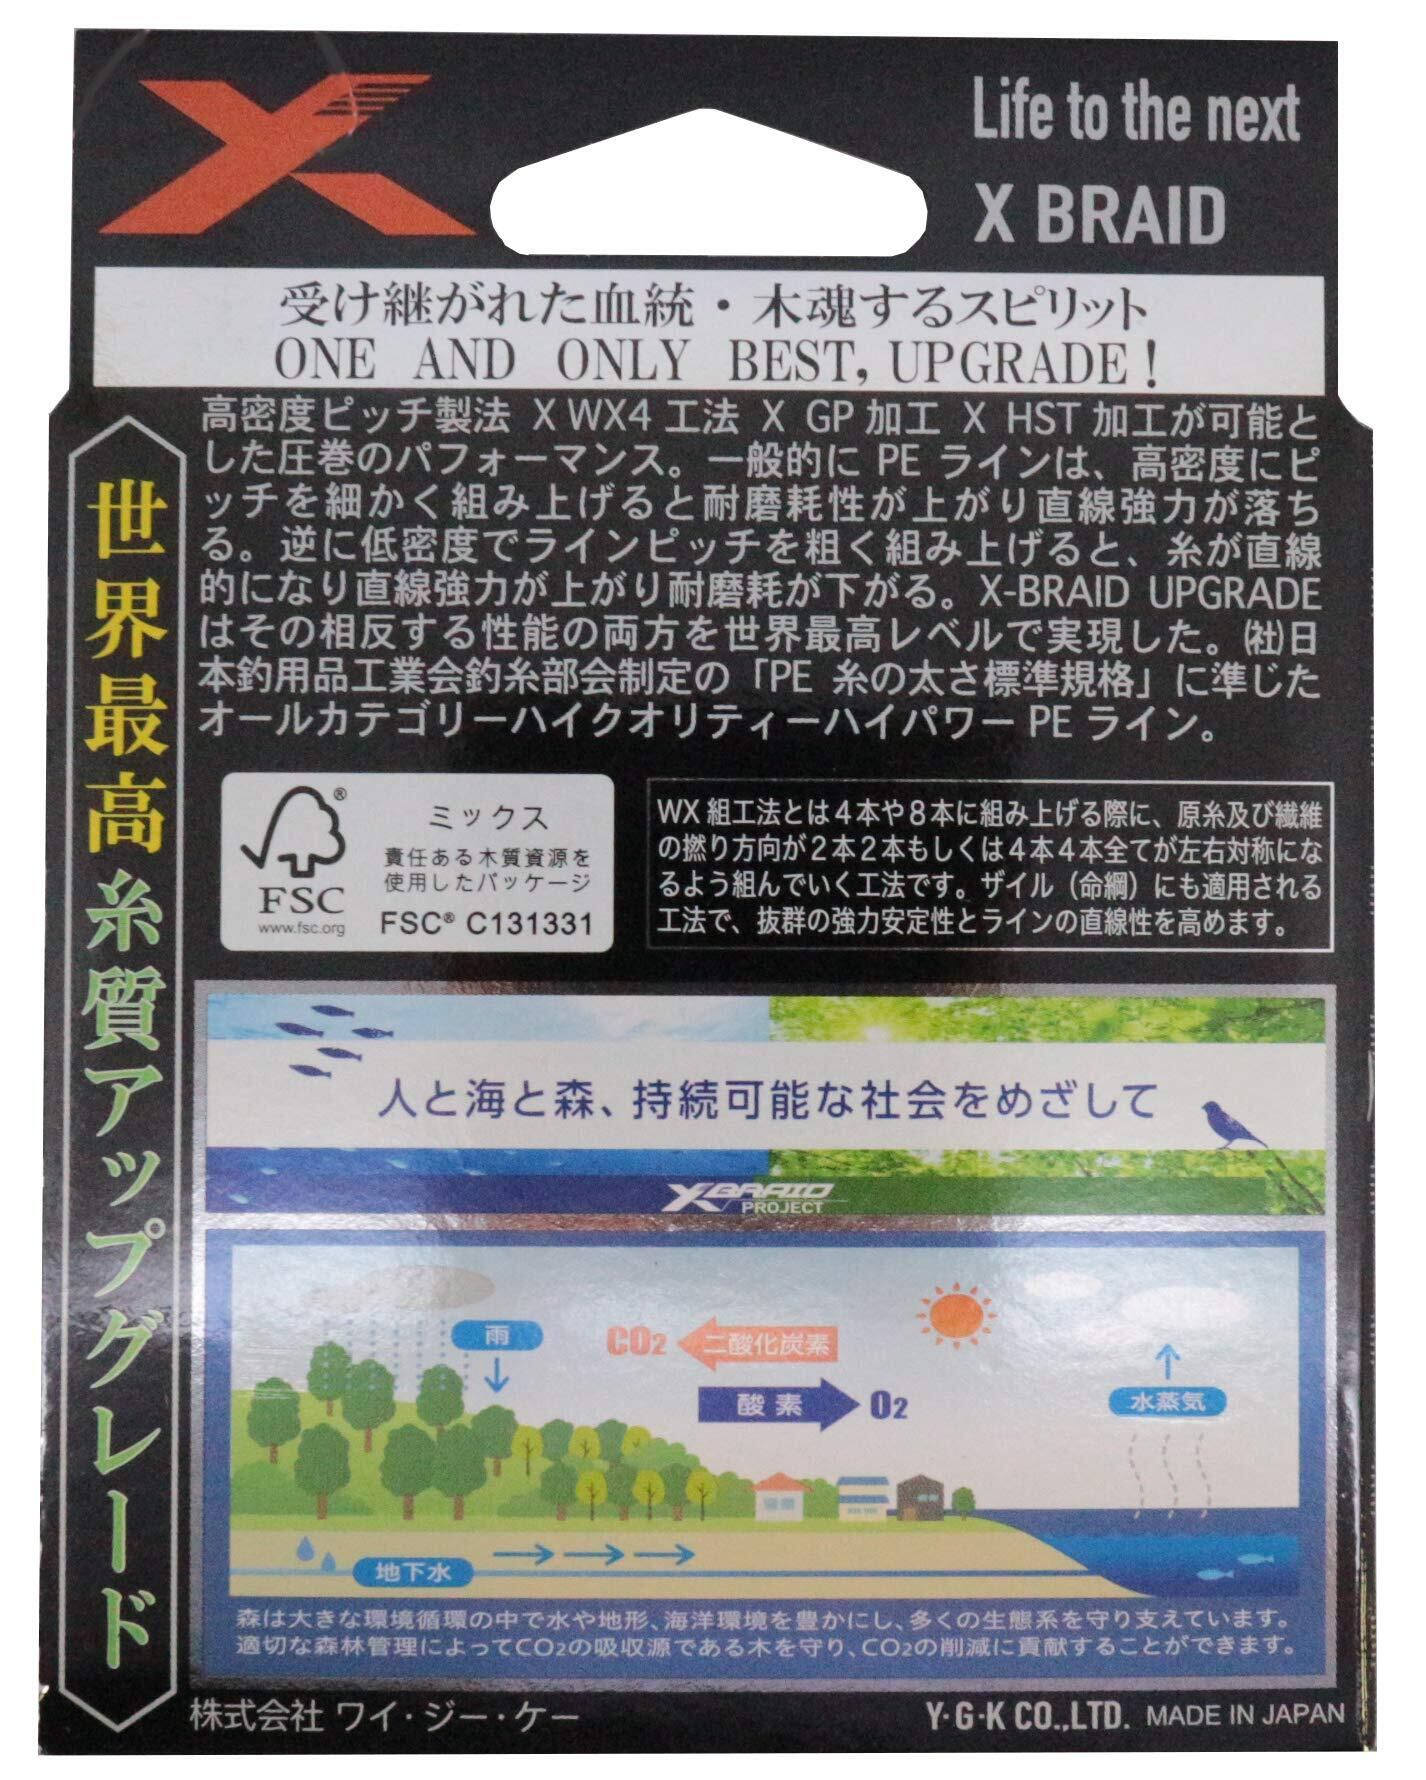 Life to the next
X BRAID
受け継がれた血統・木魂するスピリット
ONE AND ONLY BEST, UPGRADE!
世界最高糸質アップグレード
高密度ピッチ製法 X WX4 工法 X GP 加工 X HST 加工が可能と
した圧巻のパフォーマンス。一般的に PE ラインは、高密度にピ
ッチを細かく組み上げると耐磨耗性が上がり直線強力が落ち
る。逆に低密度でラインピッチを粗く組み上げると、糸が直線
的になり直線強力が上がり耐磨耗が下がる。X-BRAID UPGRADE
はその相反する性能の両方を世界最高レベルで実現した。㈳日
本釣用品工業会釣糸部会制定の「PE 糸の太さ標準規格」に準じた
オールカテゴリーハイクオリティーハイパワー PE ライン。
FSC
www.fsc.org
ミックス
責任ある木質資源を
使用したパッケージ
FSC® C131331
WX 組工法とは4本や8本に組み上げる際に、原糸及び繊維
の撚り方向が2本2本もしくは4本4本全てが左右対称にな
るよう組んでいく工法です。ザイル（命綱）にも適用される
工法で、抜群の強力安定性とラインの直線性を高めます。
人と海と森、持続可能な社会をめざして
X BRAID
PROJECT
雨
CO2 二酸化炭素
酸素 O2
水蒸気
地下水
森は大きな環境循環の中で水や地形、海洋環境を豊かにし、多くの生態系を守り支えています。
適切な森林管理によってCO2の吸収源である木を守り、CO2の削減に貢献することができます。
株式会社 ワイ・ジー・ケー
Y·G·K CO.,LTD. MADE IN JAPAN